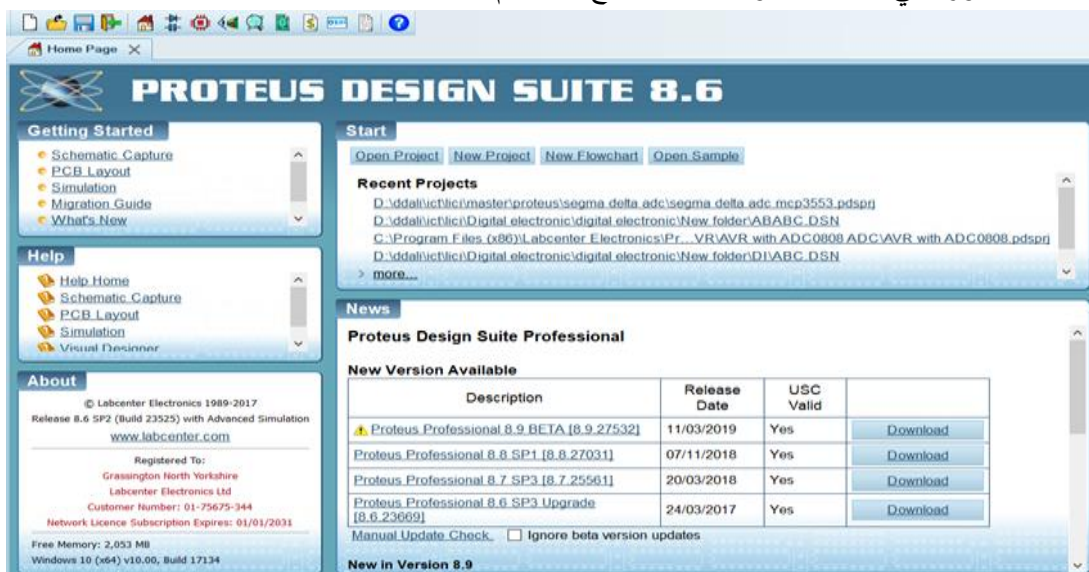 Home Page
PROTEUS DESIGN SUITE 8.6
Getting Started
Schematic Capture
PCB Layout
Simulation
Migration Guide
What's New
Help
Help Home
Schematic Capture
PCB Layout
Simulation
Visual Designer
About
© Labcenter Electronics 1989-2017
Release 8.6 SP2 (Build 23525) with Advanced Simulation
www.labcenter.com
Registered To:
Grassington North Yorkshire
Labcenter Electronics Ltd
Customer Number: 01-75675-344
Network Licence Subscription Expires: 01/01/2031
Free Memory: 2,053 MB
Windows 10 (x64) v10.00, Build 17134
Start
Open Project New Project New Flowchart Open Sample
Recent Projects
D:\ddali\ict\lici\master\proteus\segma delta adc\segma delta adc mcp3553.pdsprj
D:\ddali\ict\lici\Digital electronic\digital electronic\New folder\ABABC.DSN
C:\Program Files (x86)\Labcenter Electronics\Pr...VR\AVR with ADC0808 ADC\AVR with ADC0808.pdsprj
D:\ddali\ict\lici\Digital electronic\digital electronic\New folder\DI\ABC.DSN
> more...
News
Proteus Design Suite Professional
New Version Available
Description Release Date USC Valid
Proteus Professional 8.9 BETA [8.9.27532] 11/03/2019 Yes Download
Proteus Professional 8.8 SP1 [8.8.27031] 07/11/2018 Yes Download
Proteus Professional 8.7 SP3 [8.7.25561] 20/03/2018 Yes Download
Proteus Professional 8.6 SP3 Upgrade [8.6.23669] 24/03/2017 Yes Download
Manual Update Check. Ignore beta version updates
New in Version 8.9